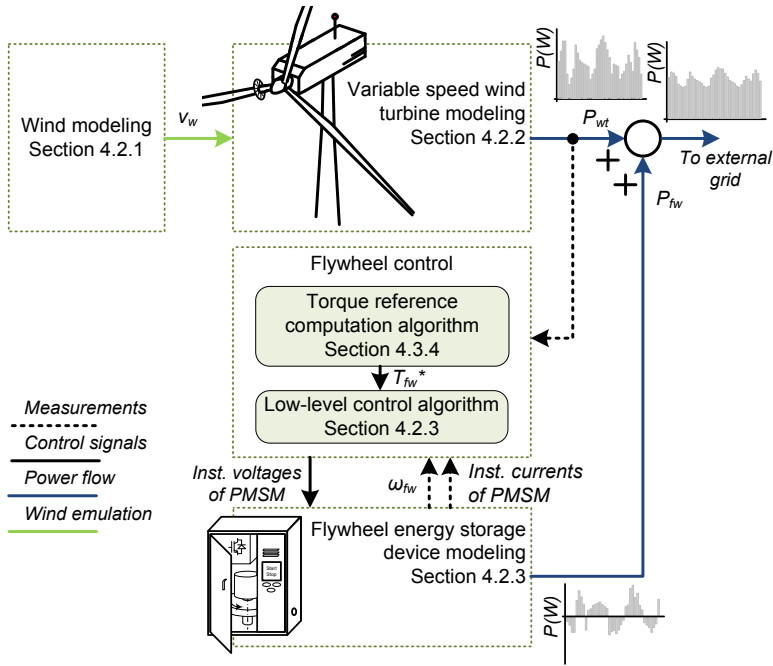 Wind modeling
Section 4.2.1
v_w
Variable speed wind
turbine modeling
Section 4.2.2
P(W)
P(W)
P_wt
+
+
To external
grid
P_fw
Flywheel control
Torque reference
computation algorithm
Section 4.3.4
T_fw*
Low-level control algorithm
Section 4.2.3
Measurements
Control signals
Power flow
Wind emulation
Inst. voltages
of PMSM
ω_fw
Inst. currents
of PMSM
Flywheel energy storage
device modeling
Section 4.2.3
Start
Stop
P(W)